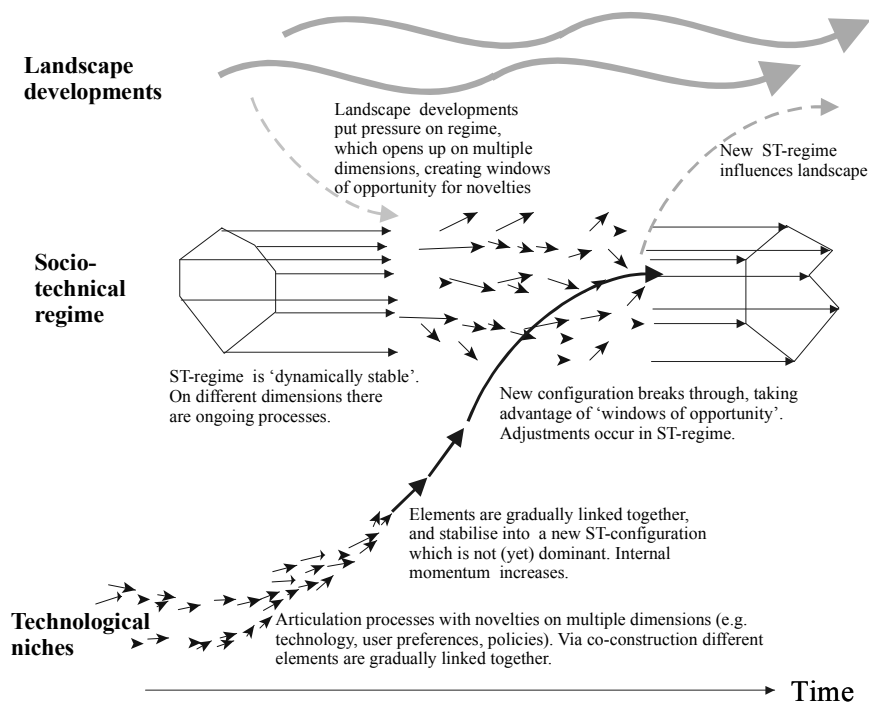 Landscape
developments
Landscape developments
put pressure on regime,
which opens up on multiple
dimensions, creating windows
of opportunity for novelties
New ST-regime
influences landscape
Socio-
technical
regime
ST-regime is ‘dynamically stable’.
On different dimensions there
are ongoing processes.
New configuration breaks through, taking
advantage of ‘windows of opportunity’.
Adjustments occur in ST-regime.
Elements are gradually linked together,
and stabilise into a new ST-configuration
which is not (yet) dominant. Internal
momentum increases.
Technological
niches
Articulation processes with novelties on multiple dimensions (e.g.
technology, user preferences, policies). Via co-construction different
elements are gradually linked together.
Time